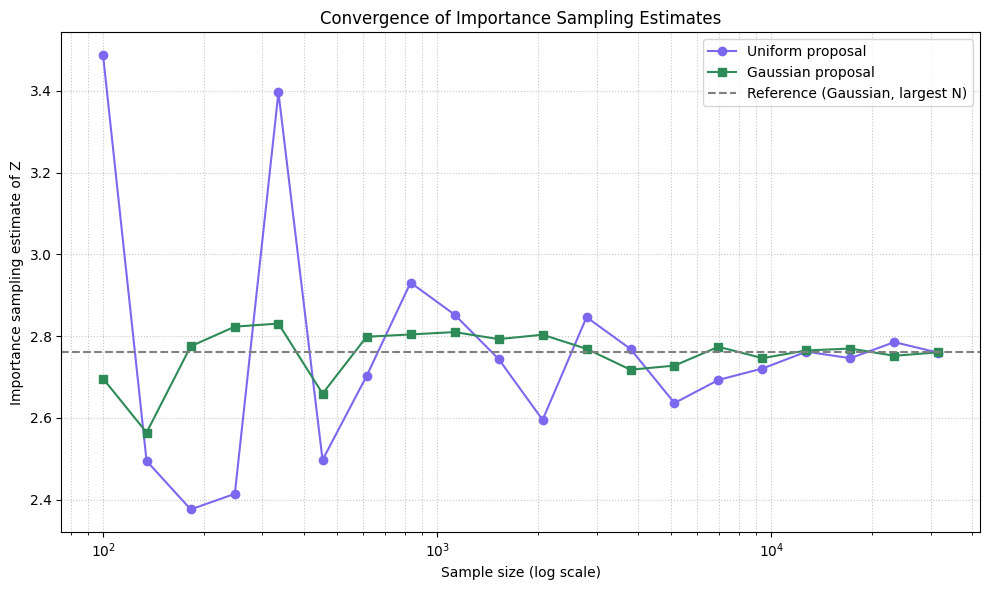 Convergence of Importance Sampling Estimates
Uniform proposal
Gaussian proposal
Reference (Gaussian, largest N)
Importance sampling estimate of Z
3.4
3.2
3.0
2.8
2.6
2.4
10²
10³
10⁴
Sample size (log scale)